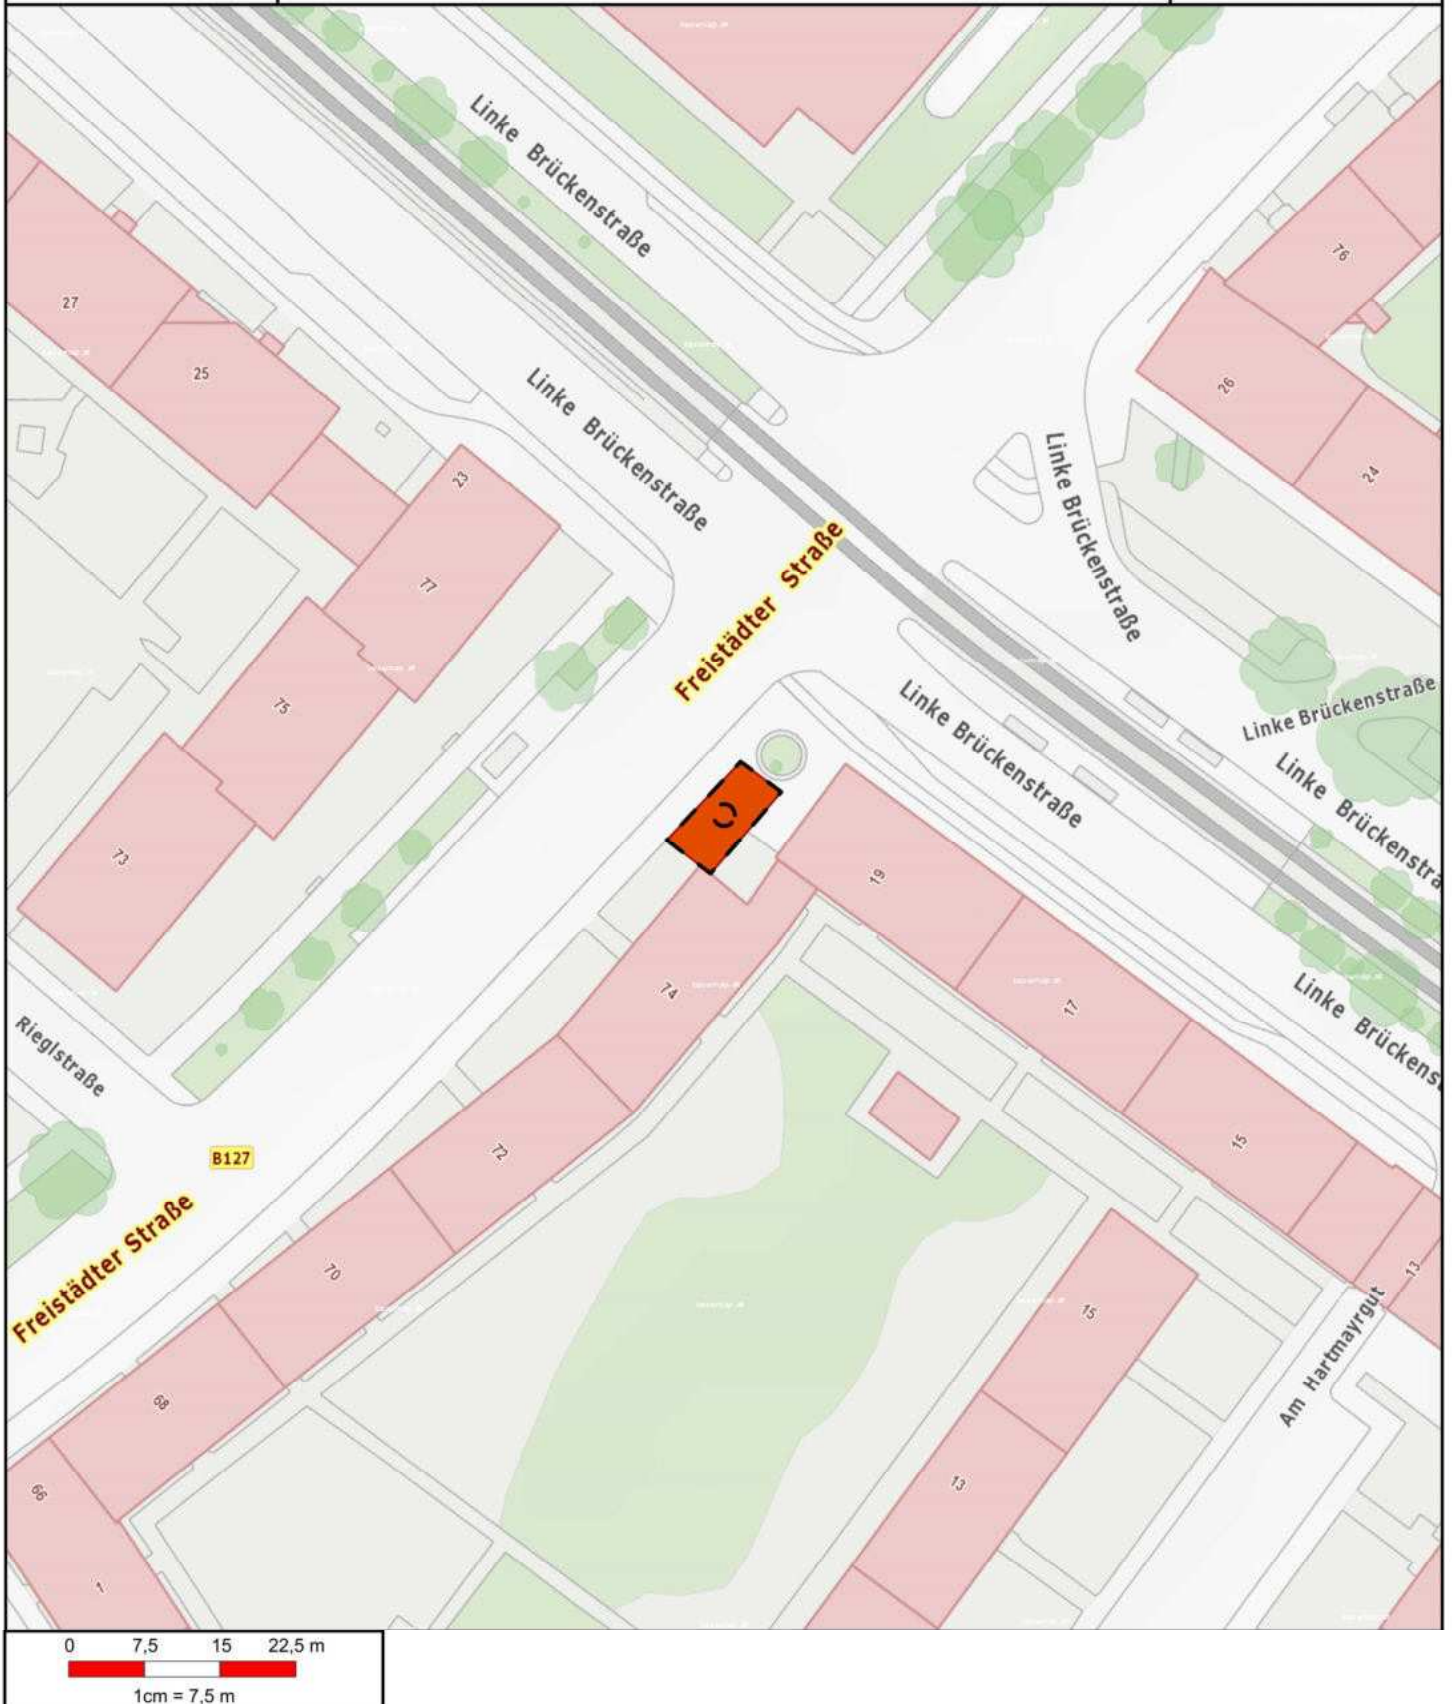 Linke Brückenstraße
76
27
25
26
24
Linke Brückenstraße
Linke Brückenstraße
23
77
Freistädter Straße
75
Linke Brückenstraße
Linke Brückenstraße
Linke Brückenstra
73
19
74
17
Linke Brückens
Rieglstraße
72
15
B127
70
13
Freistädter Straße
15
Am Hartmayrgut
68
66
13
1
0 7,5 15 22,5 m
1cm = 7,5 m